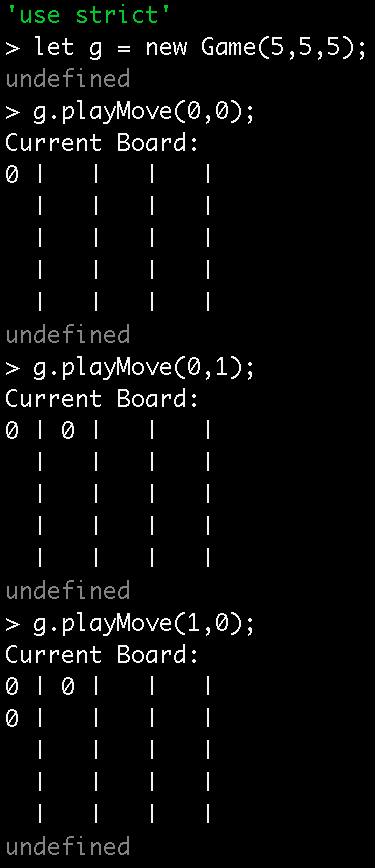 'use strict'
> let g = new Game(5,5,5);
undefined
> g.playMove(0,0);
Current Board:
0 |   |   |   |
  |   |   |   |
  |   |   |   |
  |   |   |   |
  |   |   |   |
undefined
> g.playMove(0,1);
Current Board:
0 | 0 |   |   |
  |   |   |   |
  |   |   |   |
  |   |   |   |
  |   |   |   |
undefined
> g.playMove(1,0);
Current Board:
0 | 0 |   |   |
0 |   |   |   |
  |   |   |   |
  |   |   |   |
  |   |   |   |
undefined